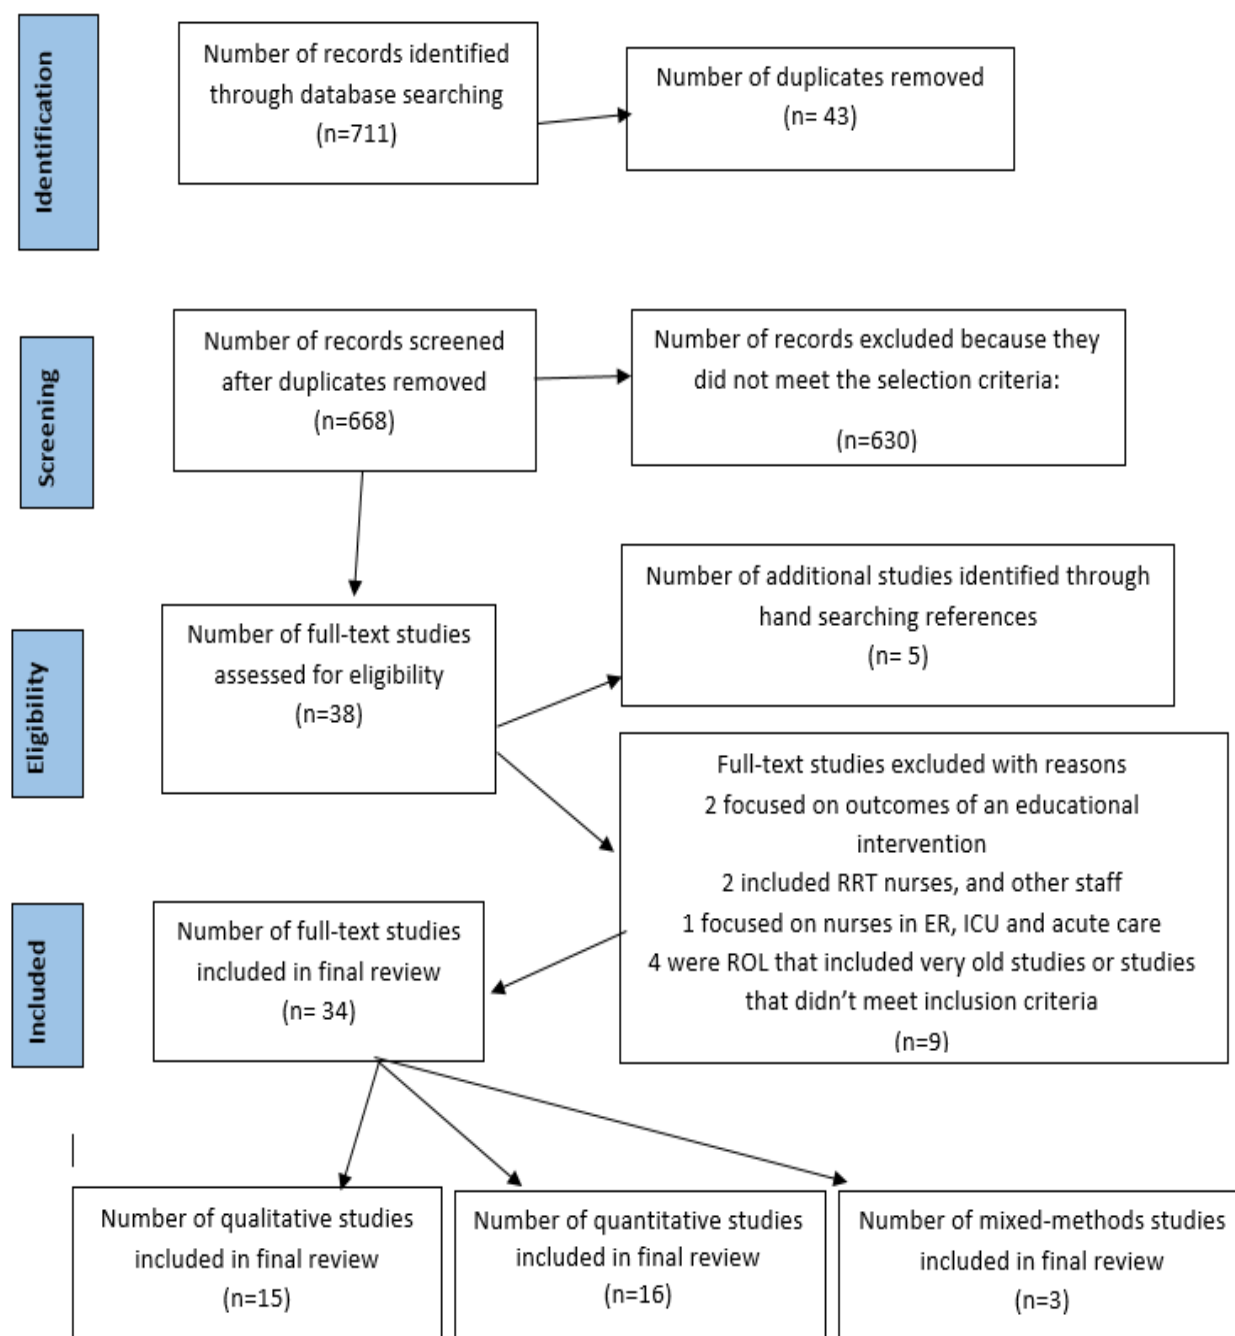 Identification
Number of records identified
through database searching
(n=711)
Number of duplicates removed
(n= 43)
Screening
Number of records screened
after duplicates removed
(n=668)
Number of records excluded because they
did not meet the selection criteria:
(n=630)
Eligibility
Number of full-text studies
assessed for eligibility
(n=38)
Number of additional studies identified through
hand searching references
(n= 5)
Full-text studies excluded with reasons
2 focused on outcomes of an educational
intervention
2 included RRT nurses, and other staff
1 focused on nurses in ER, ICU and acute care
4 were ROL that included very old studies or studies
that didn’t meet inclusion criteria
(n=9)
Included
Number of full-text studies
included in final review
(n= 34)
Number of qualitative studies
included in final review
(n=15)
Number of quantitative studies
included in final review
(n=16)
Number of mixed-methods studies
included in final review
(n=3)